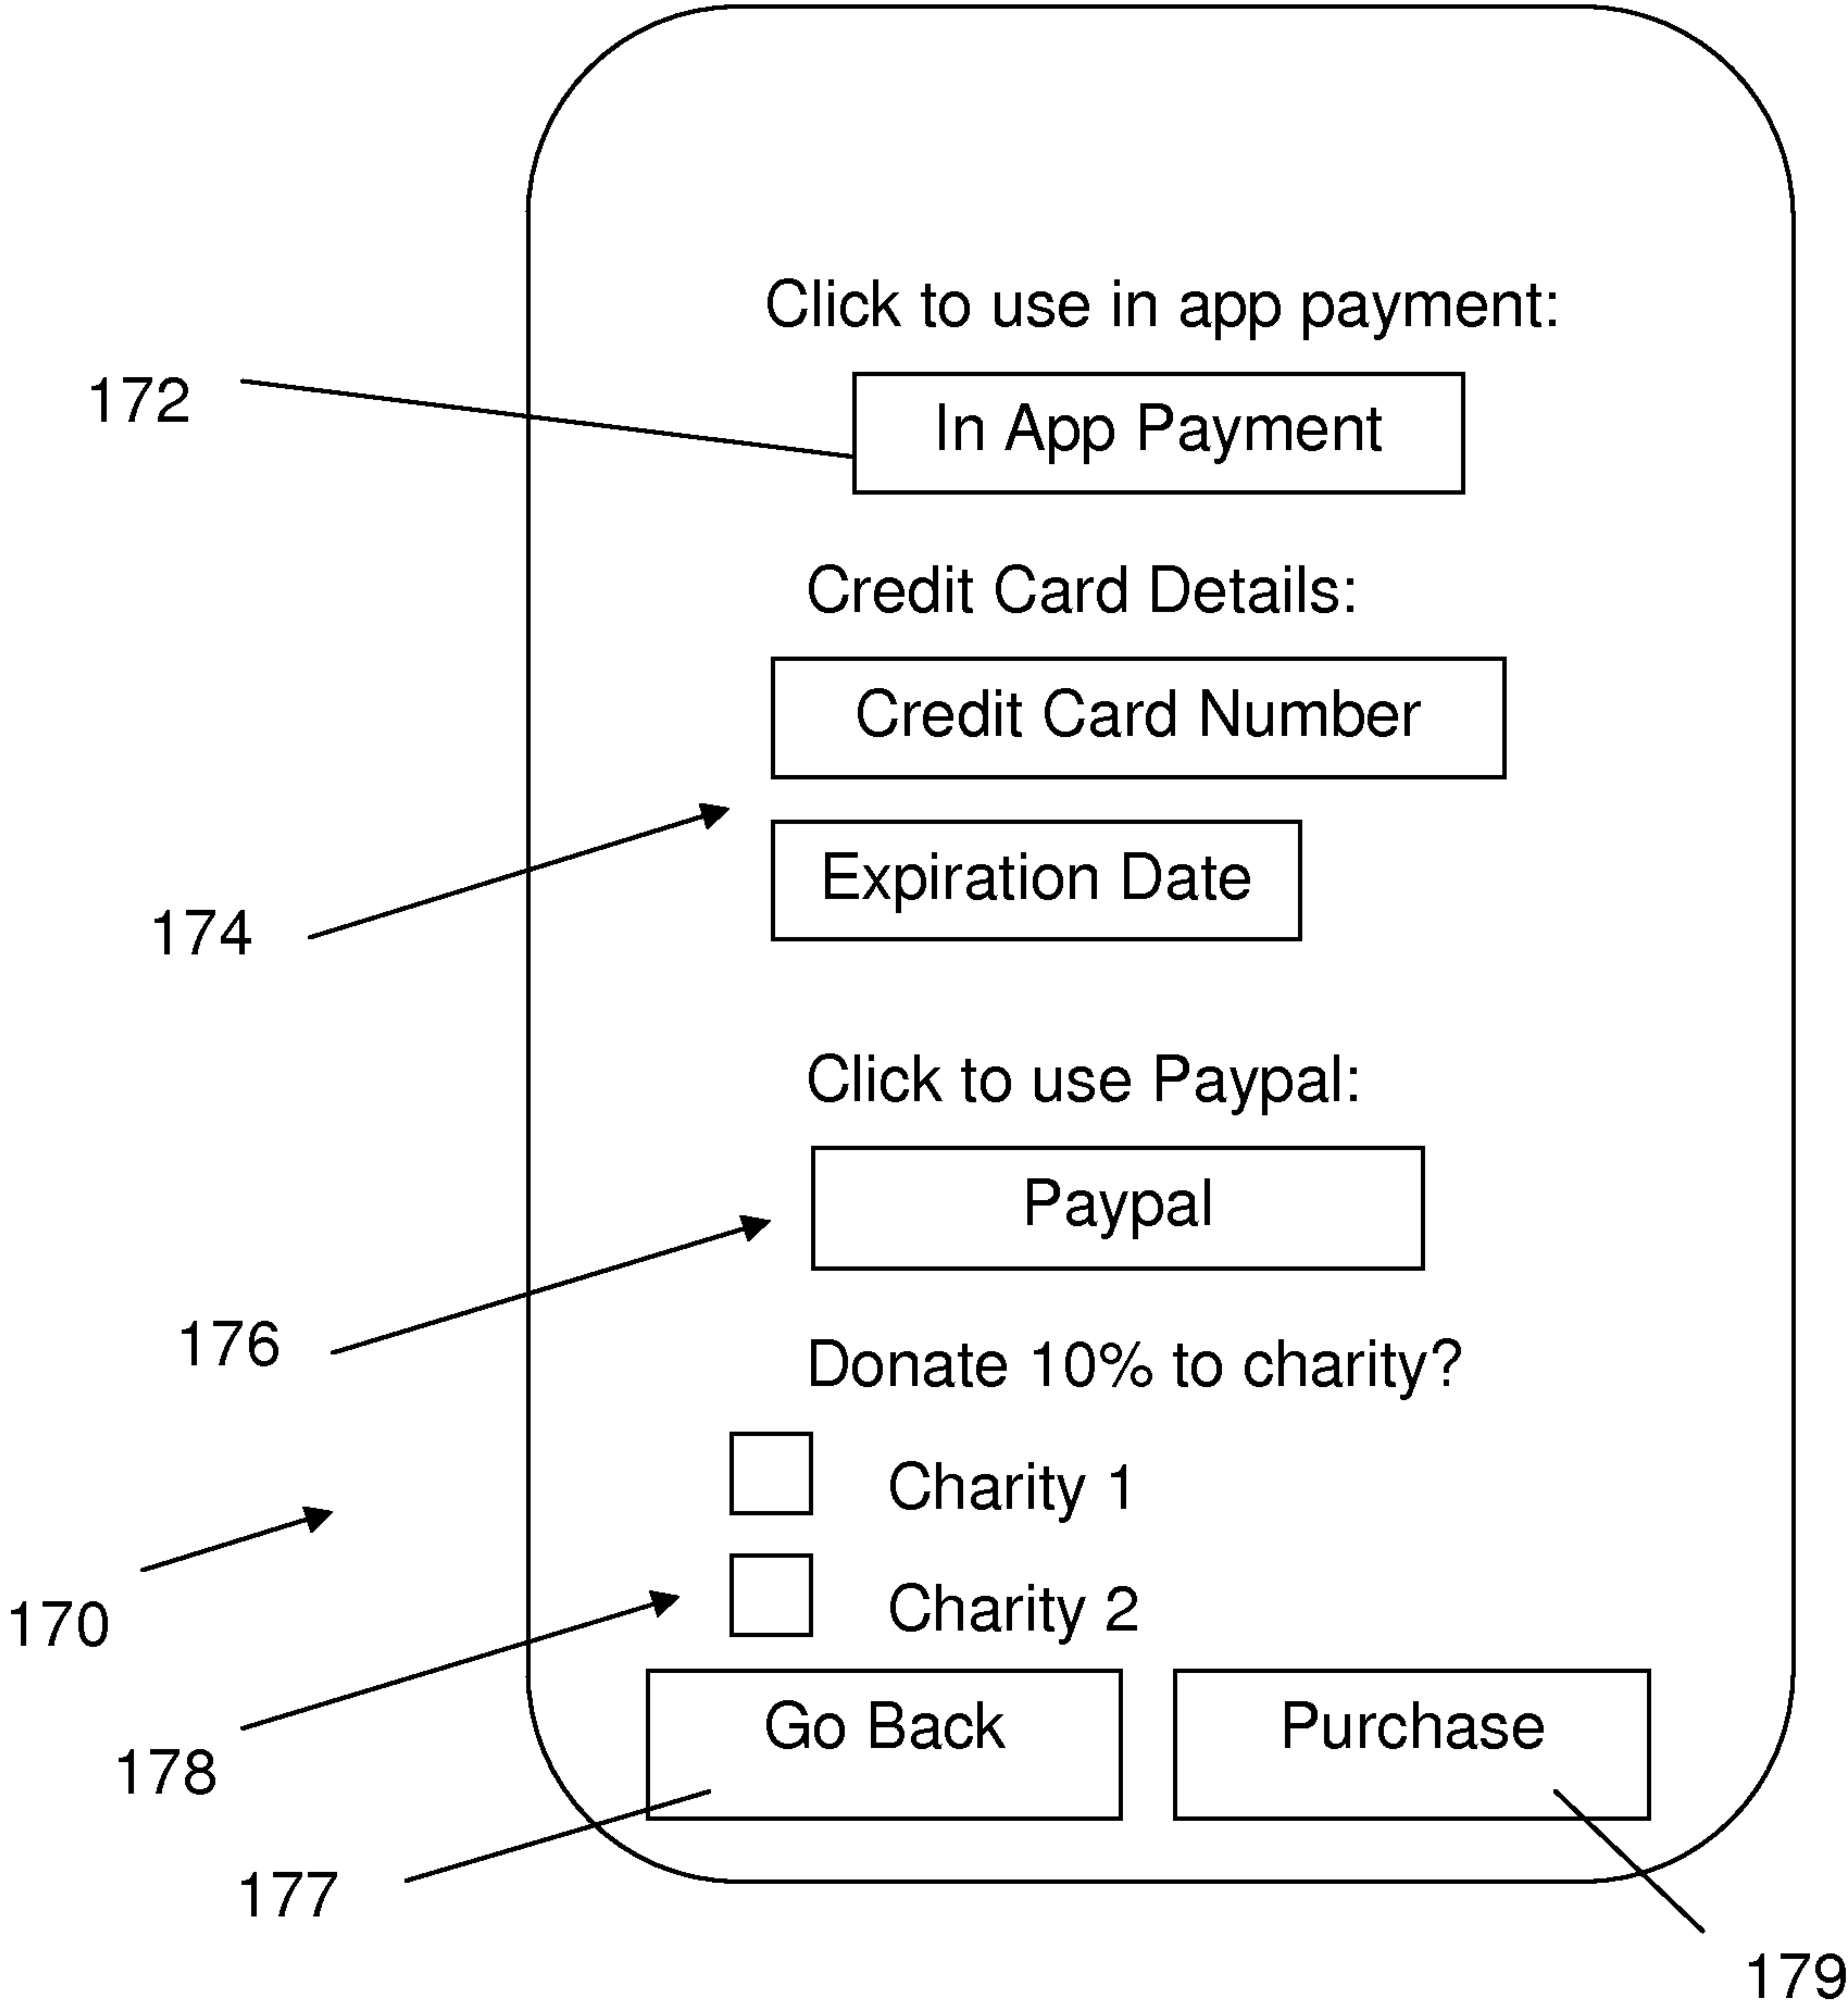 Click to use in app payment:
172
In App Payment
Credit Card Details:
Credit Card Number
Expiration Date
174
Click to use Paypal:
Paypal
176
Donate 10% to charity?
Charity 1
170
Charity 2
Go Back
Purchase
178
177
179